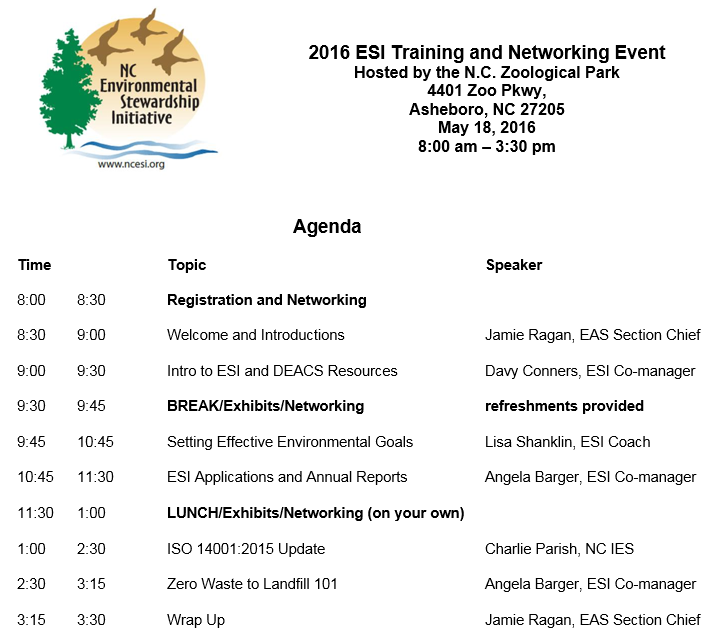 NC
Environmental
Stewardship
Initiative
www.ncesi.org
2016 ESI Training and Networking Event
Hosted by the N.C. Zoological Park
4401 Zoo Pkwy,
Asheboro, NC 27205
May 18, 2016
8:00 am – 3:30 pm
Agenda
Time Topic Speaker
8:00 8:30 Registration and Networking
8:30 9:00 Welcome and Introductions Jamie Ragan, EAS Section Chief
9:00 9:30 Intro to ESI and DEACS Resources Davy Conners, ESI Co-manager
9:30 9:45 BREAK/Exhibits/Networking refreshments provided
9:45 10:45 Setting Effective Environmental Goals Lisa Shanklin, ESI Coach
10:45 11:30 ESI Applications and Annual Reports Angela Barger, ESI Co-manager
11:30 1:00 LUNCH/Exhibits/Networking (on your own)
1:00 2:30 ISO 14001:2015 Update Charlie Parish, NC IES
2:30 3:15 Zero Waste to Landfill 101 Angela Barger, ESI Co-manager
3:15 3:30 Wrap Up Jamie Ragan, EAS Section Chief